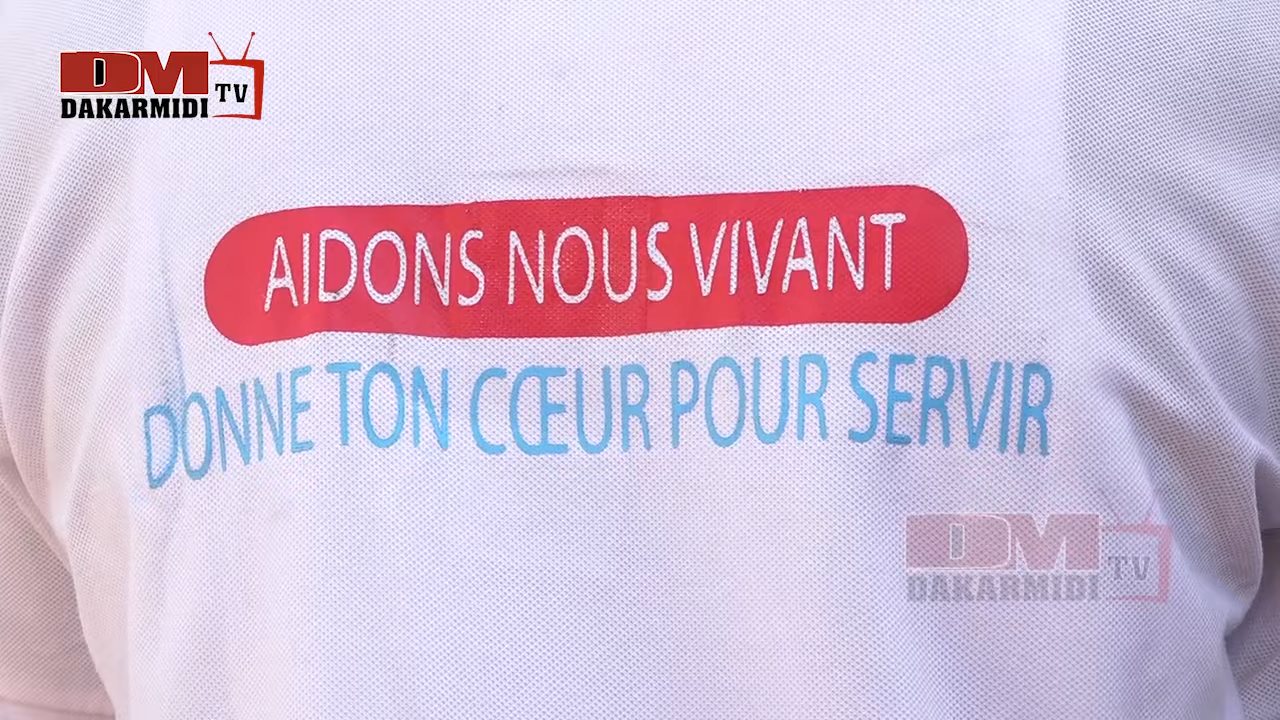 DM
DAKARMIDI TV
AIDONS NOUS VIVANT
DONNE TON CŒUR POUR SERVIR
DM
DAKARMIDI TV